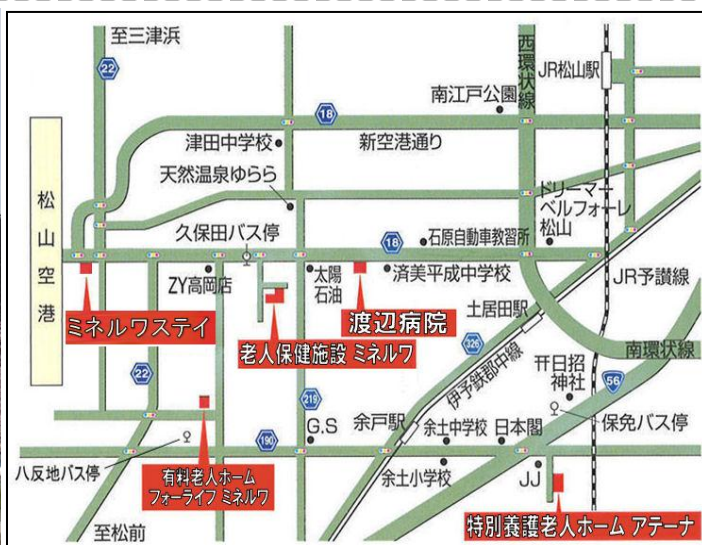 至三津浜
22
西環状線
JR松山駅
南江戸公園
18
新空港通り
津田中学校
天然温泉ゆらら
ドリーマー
ベルフォーレ
松山
松山空港
久保田バス停
18
石原自動車教習所
ZY高岡店
太陽
石油
済美平成中学校
JR予讃線
ミネルワステイ
老人保健施設 ミネルワ
渡辺病院
土居田駅
326
伊予鉄郡中線
南環状線
日招
神社
56
22
219
G.S
余戸駅
余土中学校
日本閣
保免バス停
190
八反地バス停
有料老人ホーム
フォーライフ ミネルワ
余土小学校
JJ
至松前
特別養護老人ホーム アテーナ